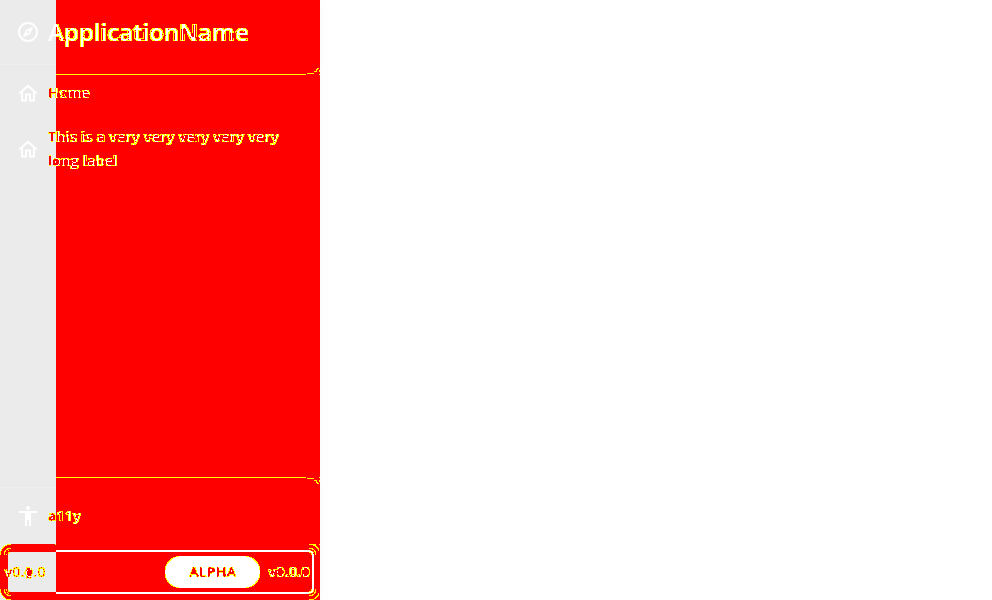 ApplicationName
Home
This is a very very very very very
long label
a11y
v0.0.0 ALPHA v0.0.0